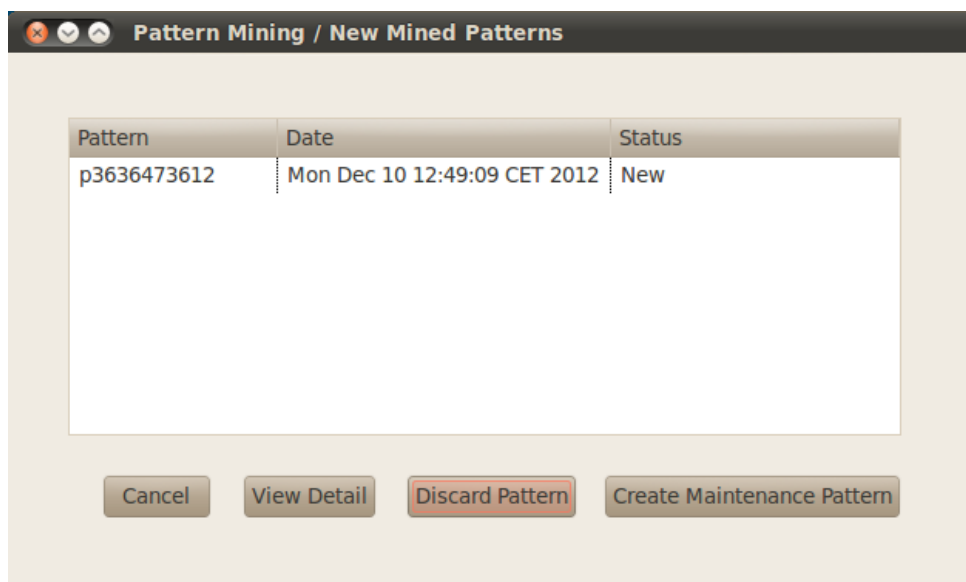 Pattern Mining / New Mined Patterns
Pattern Date Status
p3636473612 Mon Dec 10 12:49:09 CET 2012 New
Cancel View Detail Discard Pattern Create Maintenance Pattern